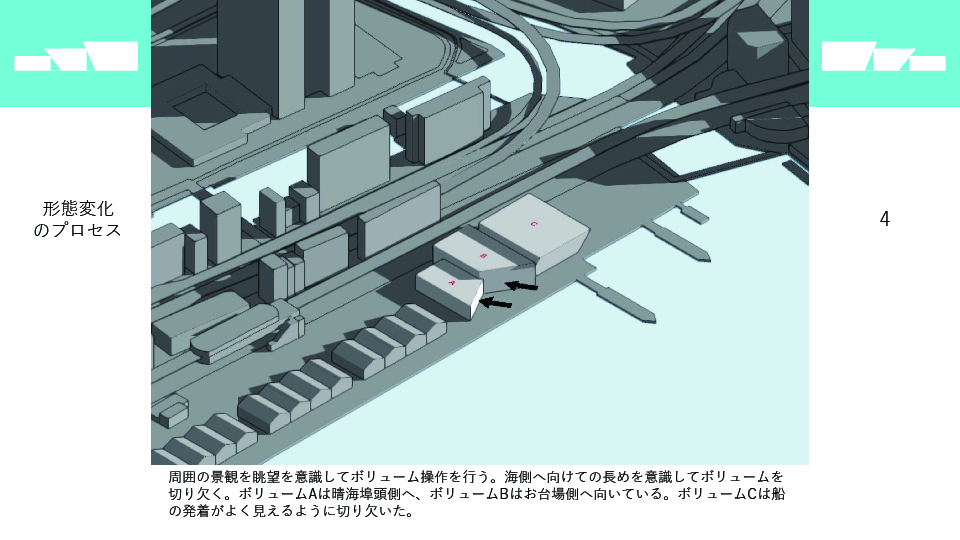 形態変化
のプロセス
4
C
B
A
周囲の景観を眺望を意識してボリューム操作を行う。海側へ向けての長めを意識してボリュームを
切り欠く。ボリュームAは晴海埠頭側へ、ボリュームBはお台場側へ向いている。ボリュームCは船
の発着がよく見えるように切り欠いた。